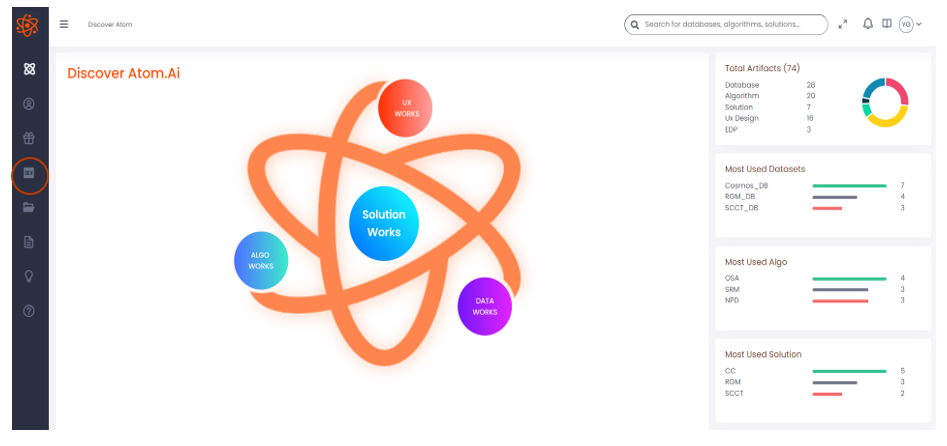 Discover Atom
Search for databases, algorithms, solutions...
YG
Discover Atom.Ai
UX
WORKS
Solution
Works
ALGO
WORKS
DATA
WORKS
Total Artifacts (74)
Database 28
Algorithm 20
Solution 7
Ux Design 16
EDP 3
Most Used Datasets
Cosmos_DB 7
RGM_DB 4
SCCT_DB 3
Most Used Algo
OSA 4
SRM 3
NPD 3
Most Used Solution
CC 5
RGM 3
SCCT 2